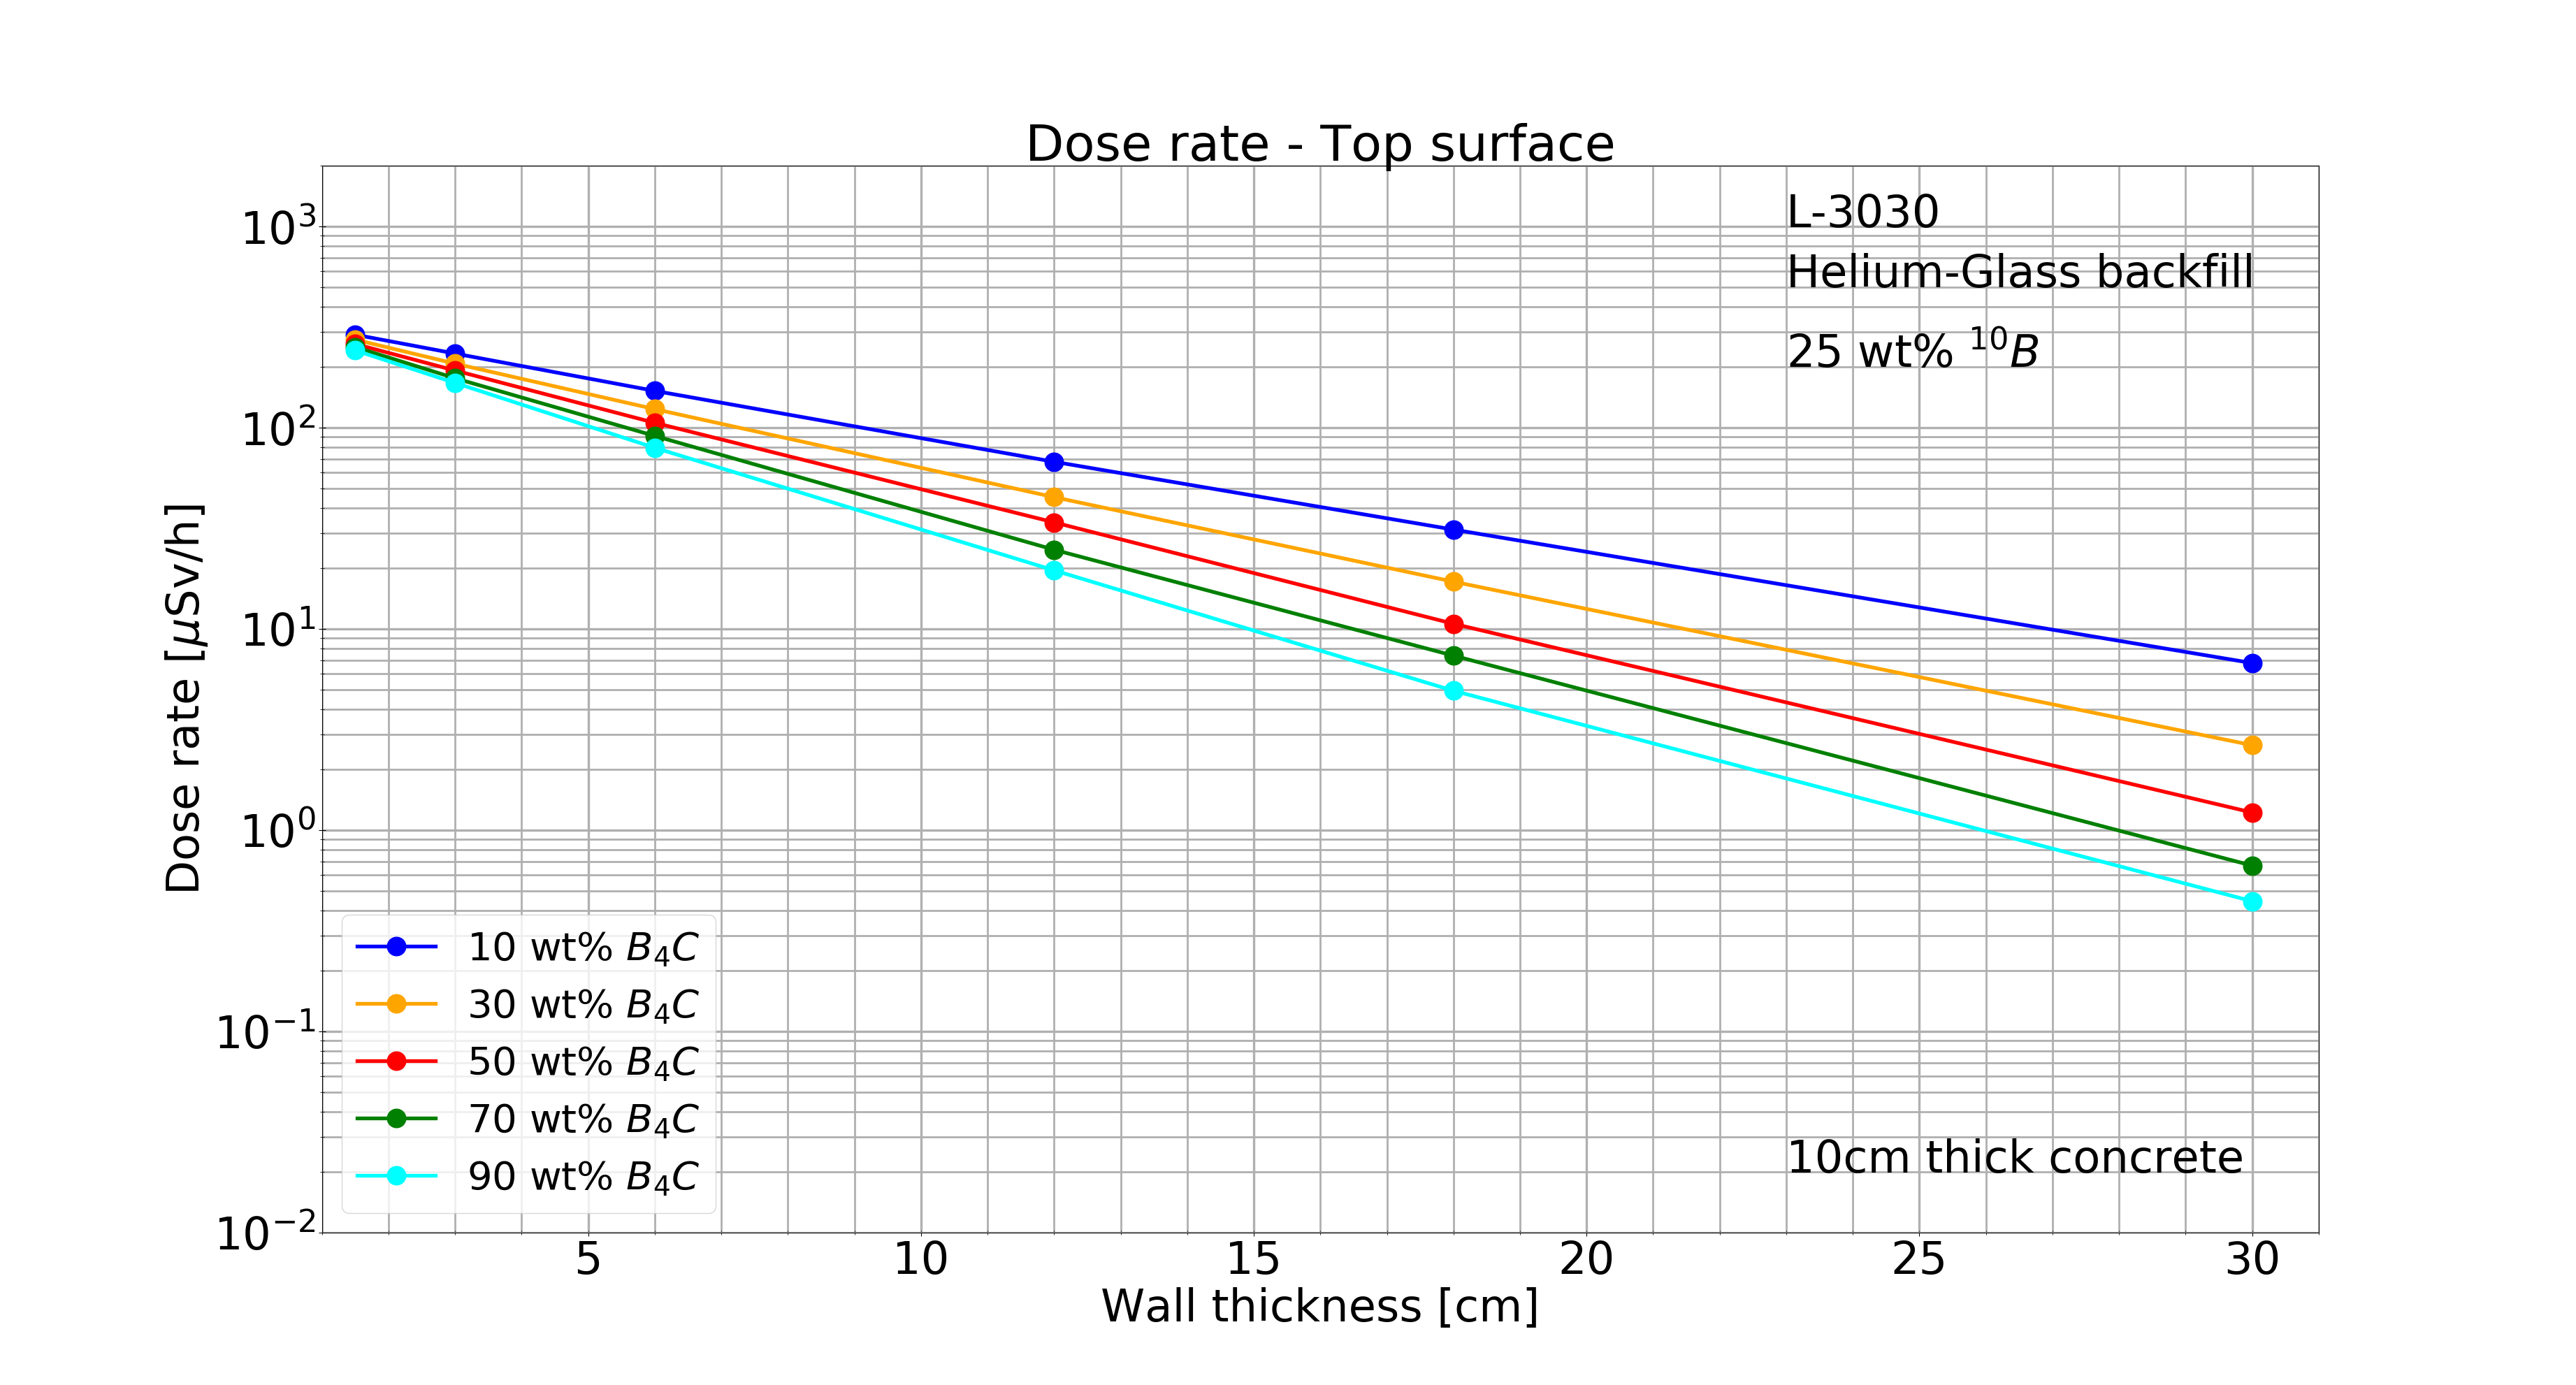 Dose rate - Top surface
L-3030
Helium-Glass backfill
25 wt% ¹⁰B
10³
10²
10¹
10⁰
10⁻¹
10⁻²
Dose rate [μSv/h]
10 wt% B₄C
30 wt% B₄C
50 wt% B₄C
70 wt% B₄C
90 wt% B₄C
10cm thick concrete
5 10 15 20 25 30
Wall thickness [cm]